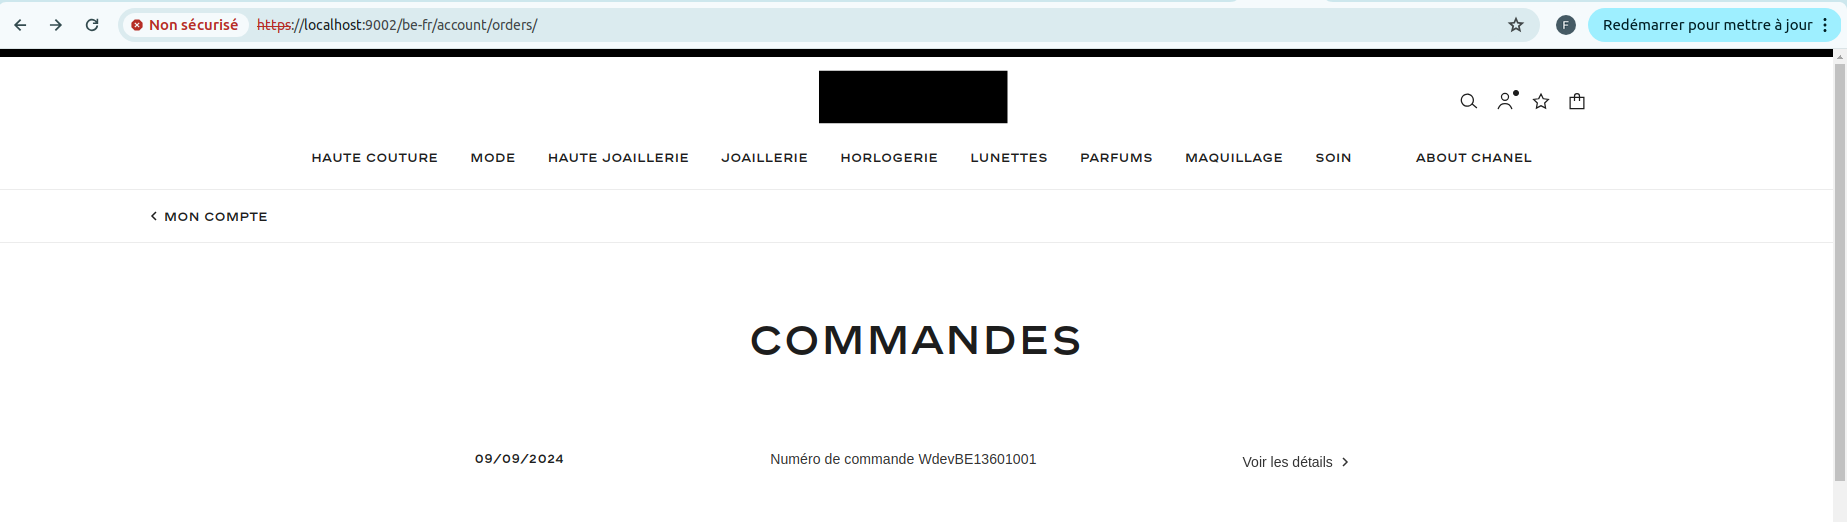 Non sécurisé https://localhost:9002/be-fr/account/orders/ F Redémarrer pour mettre à jour
HAUTE COUTURE MODE HAUTE JOAILLERIE JOAILLERIE HORLOGERIE LUNETTES PARFUMS MAQUILLAGE SOIN ABOUT CHANEL
MON COMPTE
COMMANDES
09/09/2024 Numéro de commande WdevBE13601001 Voir les détails